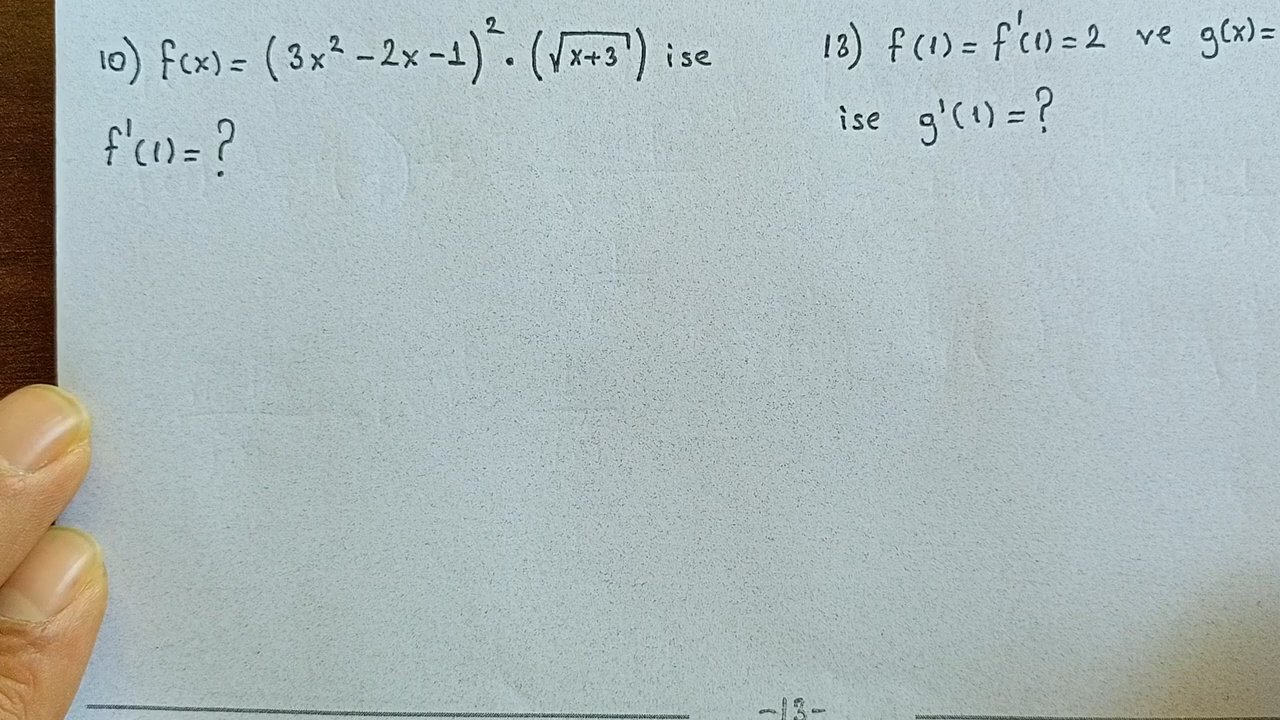 10) f(x) = (3x² - 2x - 1)² . (√x+3) ise
f'(1) = ?
13) f(1) = f'(1) = 2 ve g(x) =
ise g'(1) = ?
-13-